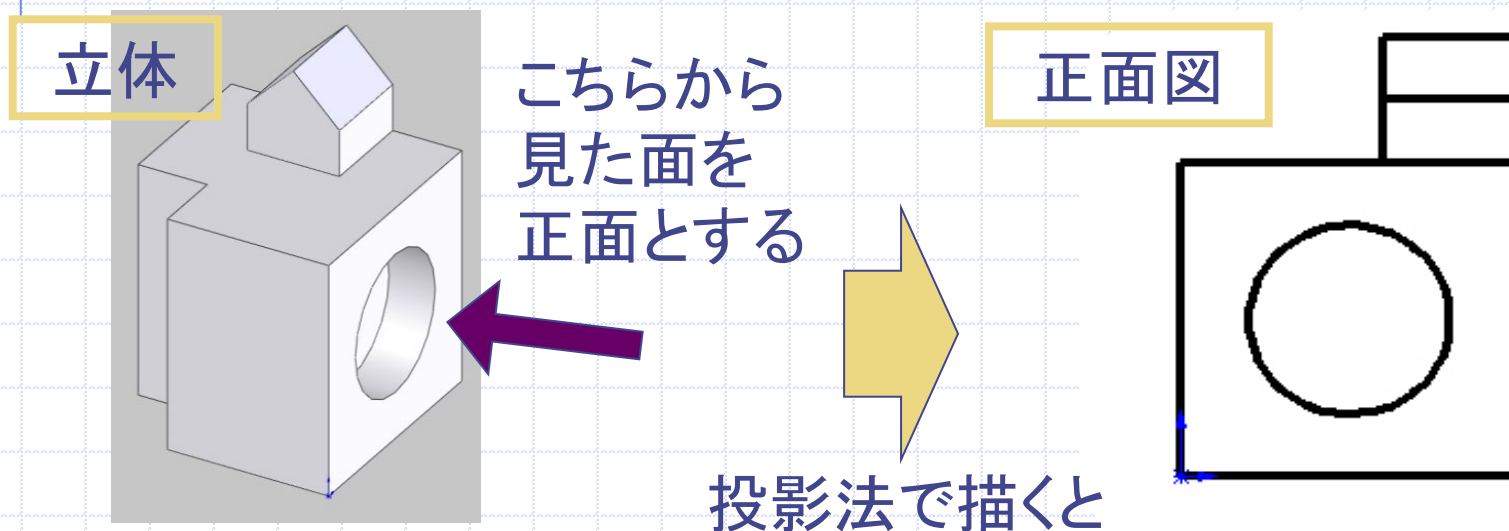 立体
こちらから
見た面を
正面とする
投影法で描くと
正面図